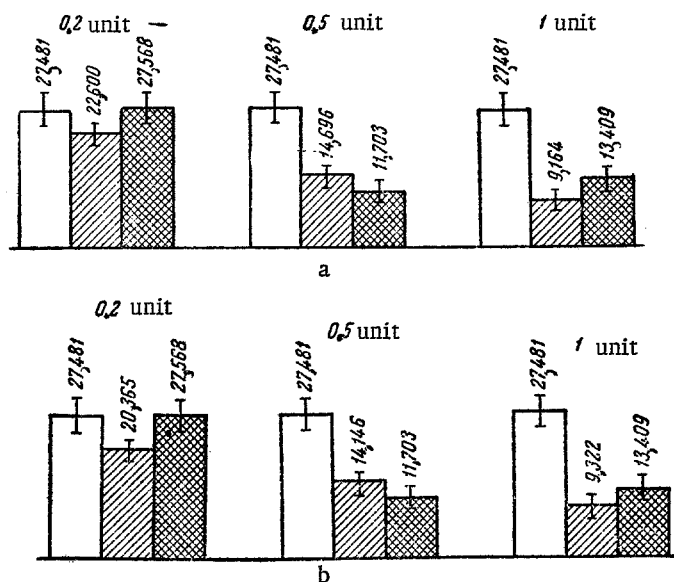 0,2 unit — 0,5 unit 1 unit
27,481 22,600 27,568 27,481 14,696 11,703 27,481 9,164 13,409
a
0,2 unit 0,5 unit 1 unit
27,481 20,365 27,568 27,481 14,146 11,703 27,481 9,322 13,409
b